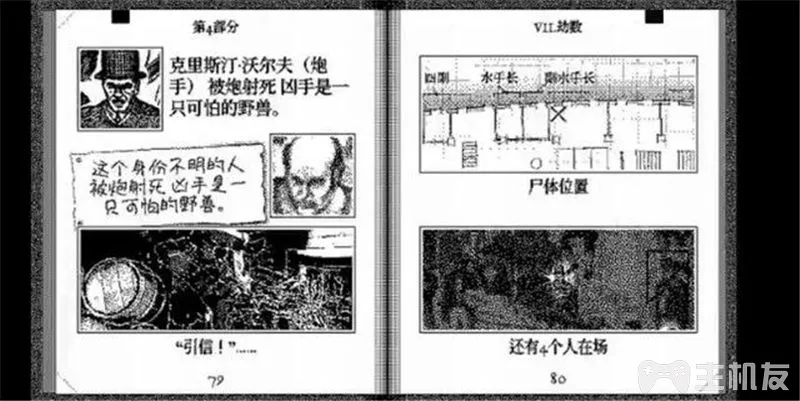 第4部分
克里斯汀·沃尔夫（炮
手） 被炮射死 凶手是一
只可怕的野兽。
这个身份不明的人
被炮射死 凶手是一
只可怕的野兽。
“引信！”……
79
VII.劫数
四副
水手长
副水手长
尸体位置
还有4个人在场
80
主机友